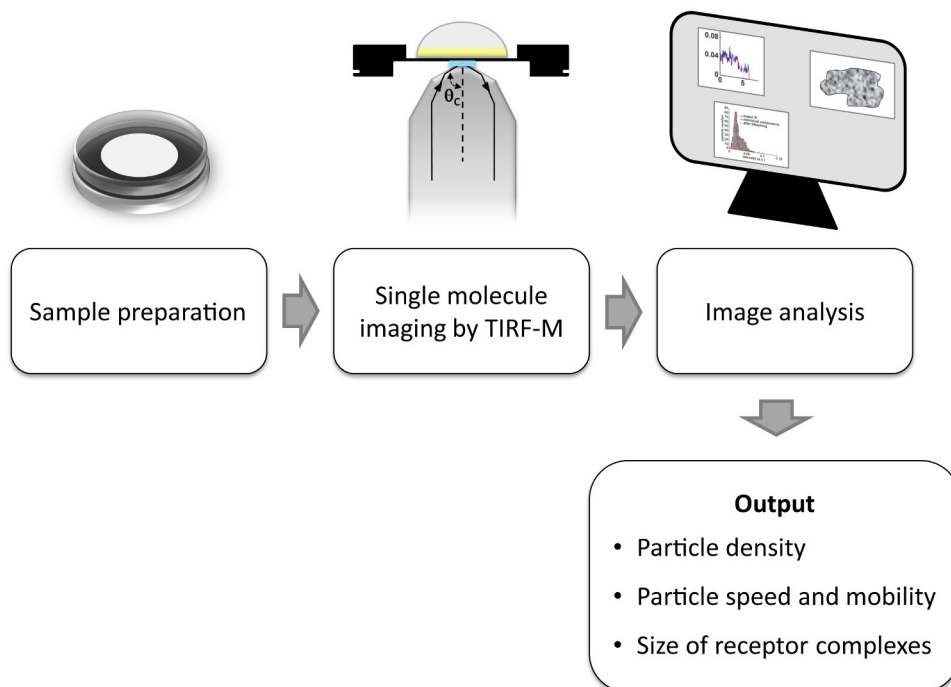 θc
0.08
0.04
0
5
Sample preparation
Single molecule
imaging by TIRF-M
Image analysis
Output
• Particle density
• Particle speed and mobility
• Size of receptor complexes